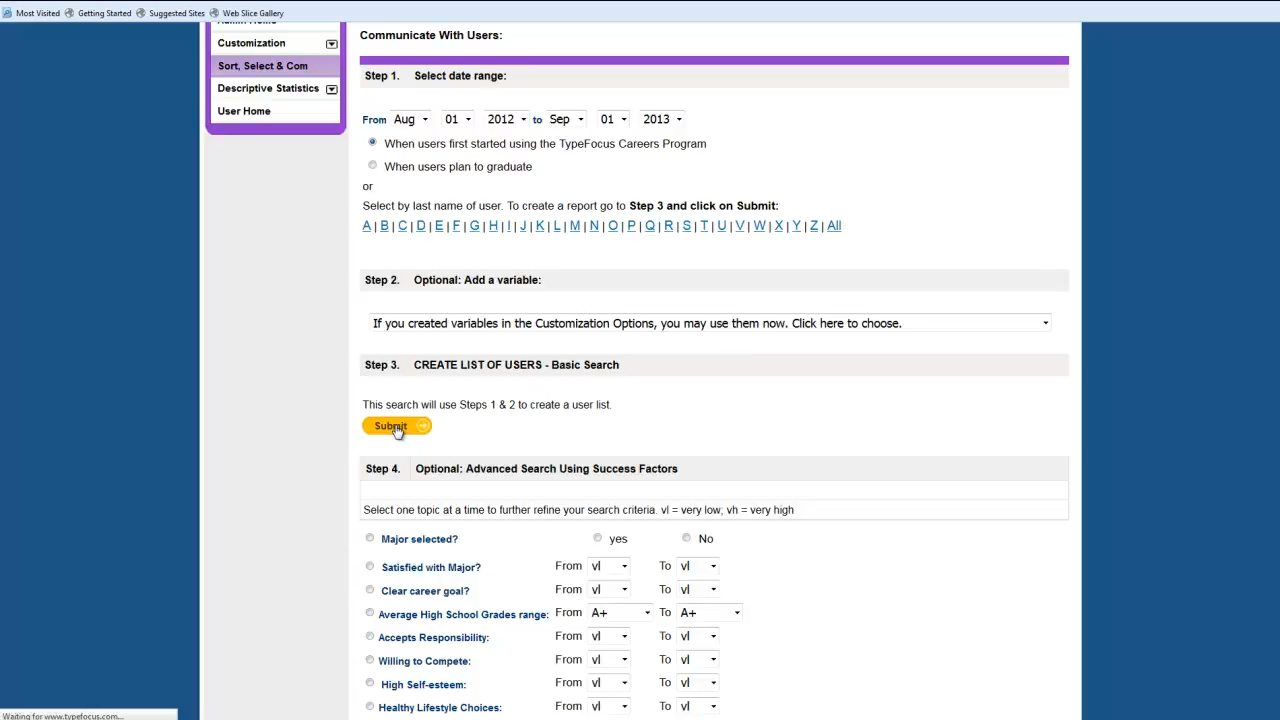 Most Visited Getting Started Suggested Sites Web Slice Gallery
Admin Home
Customization
Sort, Select & Com
Descriptive Statistics
User Home
Communicate With Users:
Step 1. Select date range:
From Aug 01 2012 to Sep 01 2013
When users first started using the TypeFocus Careers Program
When users plan to graduate
or
Select by last name of user. To create a report go to Step 3 and click on Submit:
A | B | C | D | E | F | G | H | I | J | K | L | M | N | O | P | Q | R | S | T | U | V | W | X | Y | Z | All
Step 2. Optional: Add a variable:
If you created variables in the Customization Options, you may use them now. Click here to choose.
Step 3. CREATE LIST OF USERS - Basic Search
This search will use Steps 1 & 2 to create a user list.
Submit
Step 4. Optional: Advanced Search Using Success Factors
Select one topic at a time to further refine your search criteria. vl = very low; vh = very high
Major selected? yes No
Satisfied with Major? From vl To vl
Clear career goal? From vl To vl
Average High School Grades range: From A+ To A+
Accepts Responsibility: From vl To vl
Willing to Compete: From vl To vl
High Self-esteem: From vl To vl
Healthy Lifestyle Choices: From vl To vl
Waiting for www.typefocus.com...